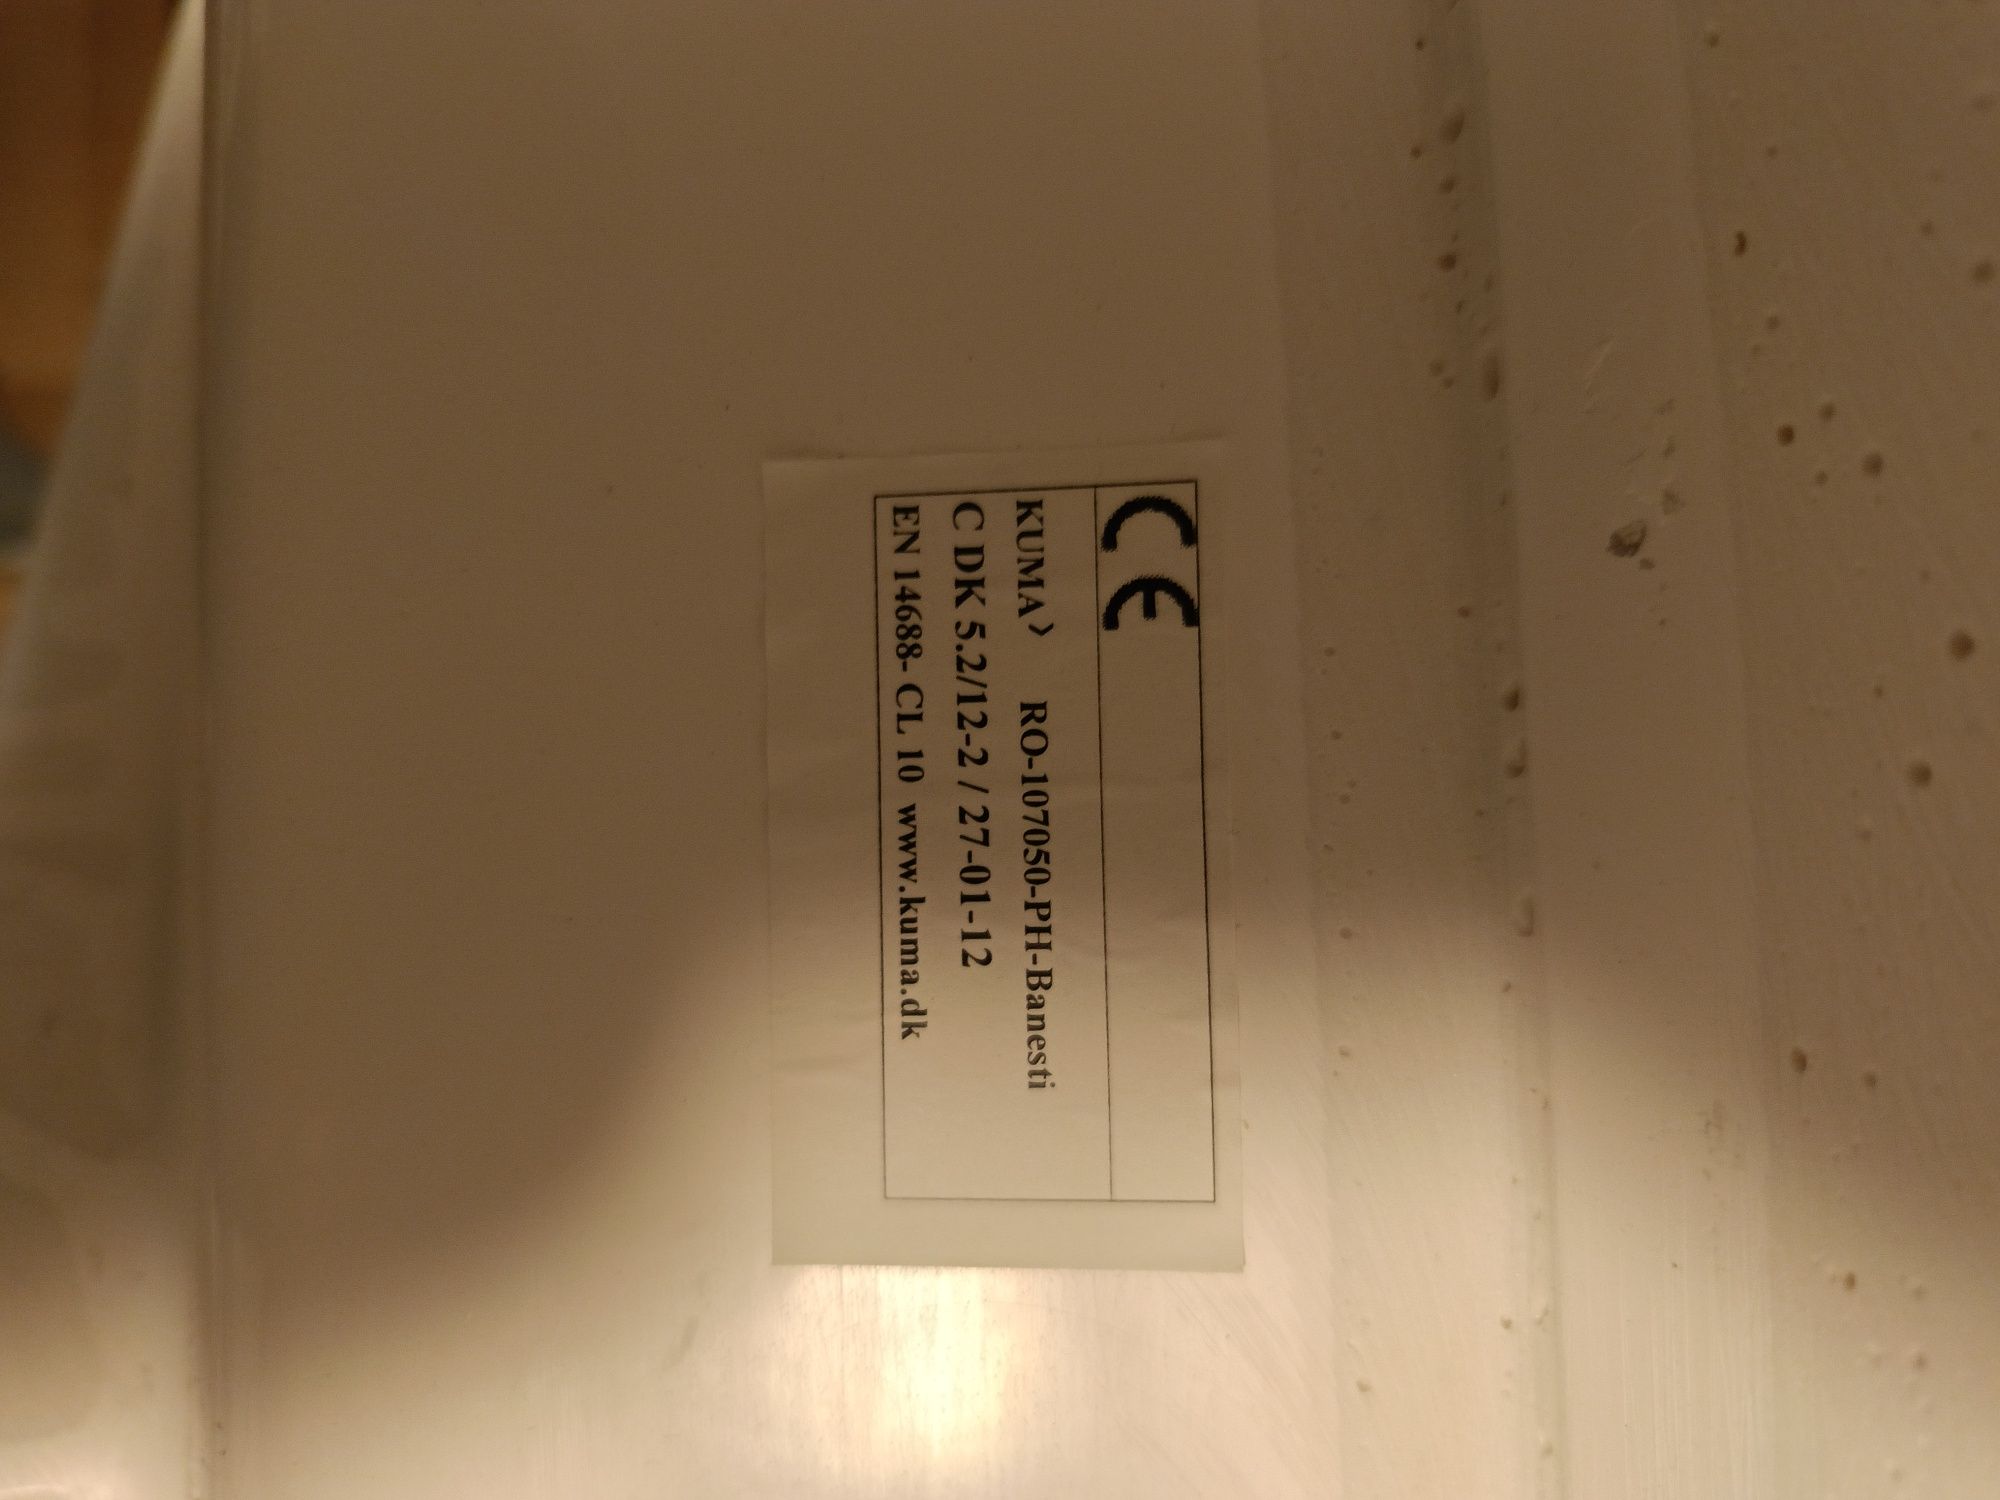 CE
KUMA〉 RO-107050-PH-Banesti
C DK 5.2/12-2 / 27-01-12
EN 14688- CL 10 www.kuma.dk